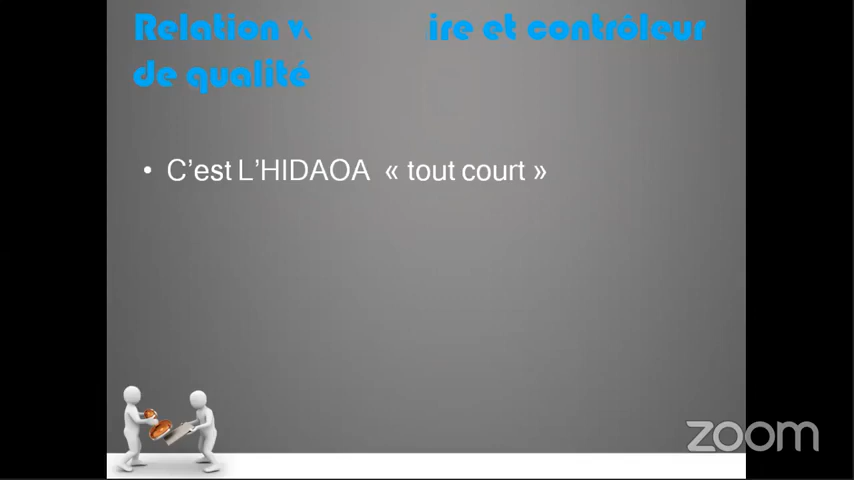 Relation ire et contrôleur
de qualité
• C'est L'HIDAOA « tout court »
zoom